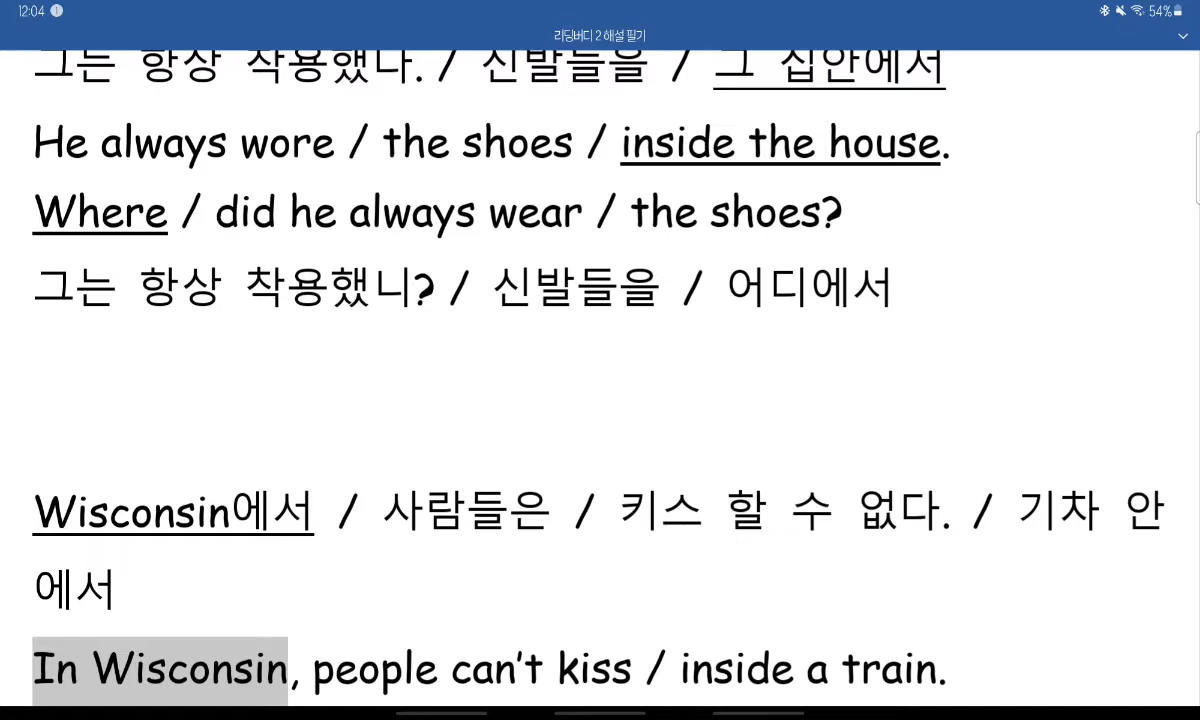 12:04
54%
리딩버디 2 해설 필기
그는 항상 착용했다. / 신발들을 / 그 집안에서
He always wore / the shoes / inside the house.
Where / did he always wear / the shoes?
그는 항상 착용했니? / 신발들을 / 어디에서
Wisconsin에서 / 사람들은 / 키스 할 수 없다. / 기차 안
에서
In Wisconsin, people can't kiss / inside a train.